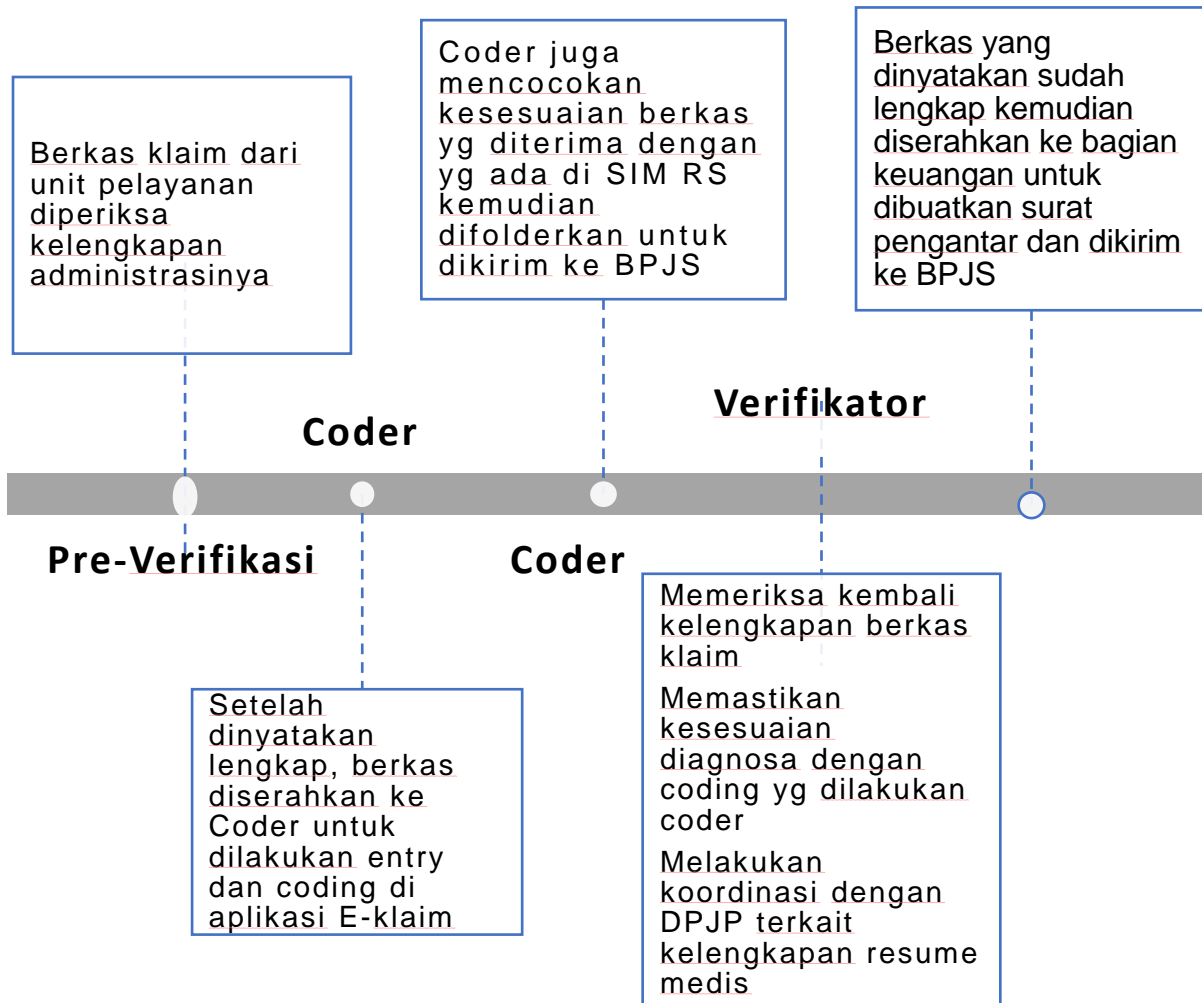 Berkas klaim dari
unit pelayanan
diperiksa
kelengkapan
administrasinya
Coder juga
mencocokan
kesesuaian berkas
yg diterima dengan
yg ada di SIM RS
kemudian
difolderkan untuk
dikirim ke BPJS
Berkas yang
dinyatakan sudah
lengkap kemudian
diserahkan ke bagian
keuangan untuk
dibuatkan surat
pengantar dan dikirim
ke BPJS
Coder
Verifikator
Pre-Verifikasi
Coder
Setelah
dinyatakan
lengkap, berkas
diserahkan ke
Coder untuk
dilakukan entry
dan coding di
aplikasi E-klaim
Memeriksa kembali
kelengkapan berkas
klaim
Memastikan
kesesuaian
diagnosa dengan
coding yg dilakukan
coder
Melakukan
koordinasi dengan
DPJP terkait
kelengkapan resume
medis